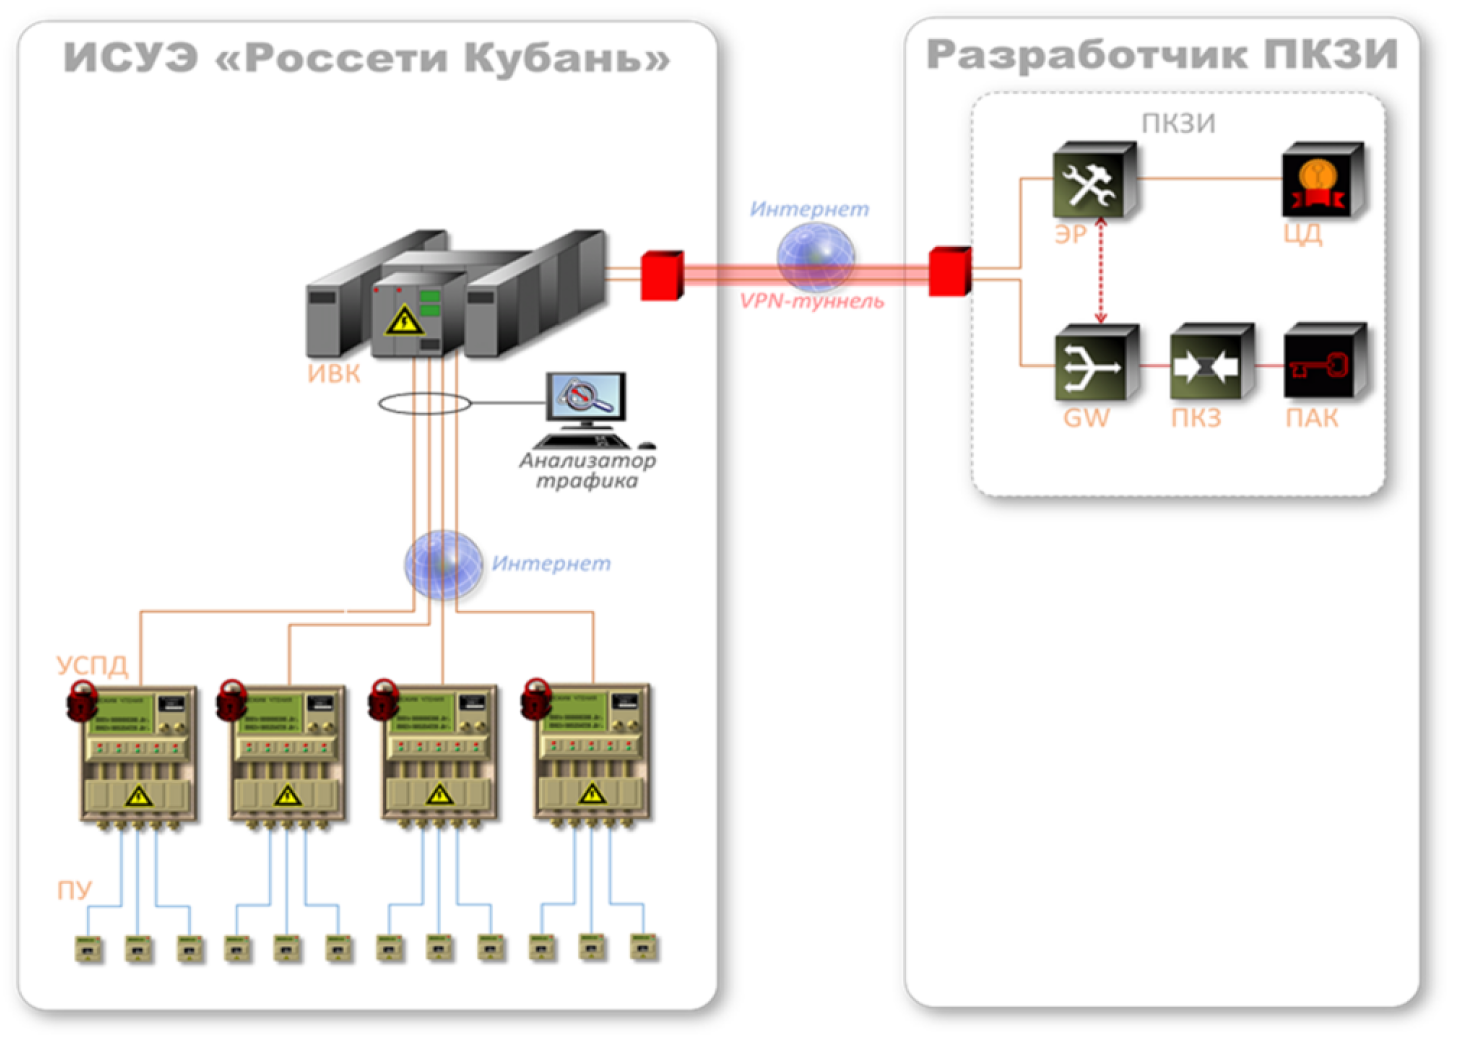 ИСУЭ «Россети Кубань»
Разработчик ПКЗИ
ПКЗИ
ЭР
ЦД
Интернет
VPN-туннель
ИВК
GW
ПКЗ
ПАК
Анализатор
трафика
Интернет
УСПД
ПУ